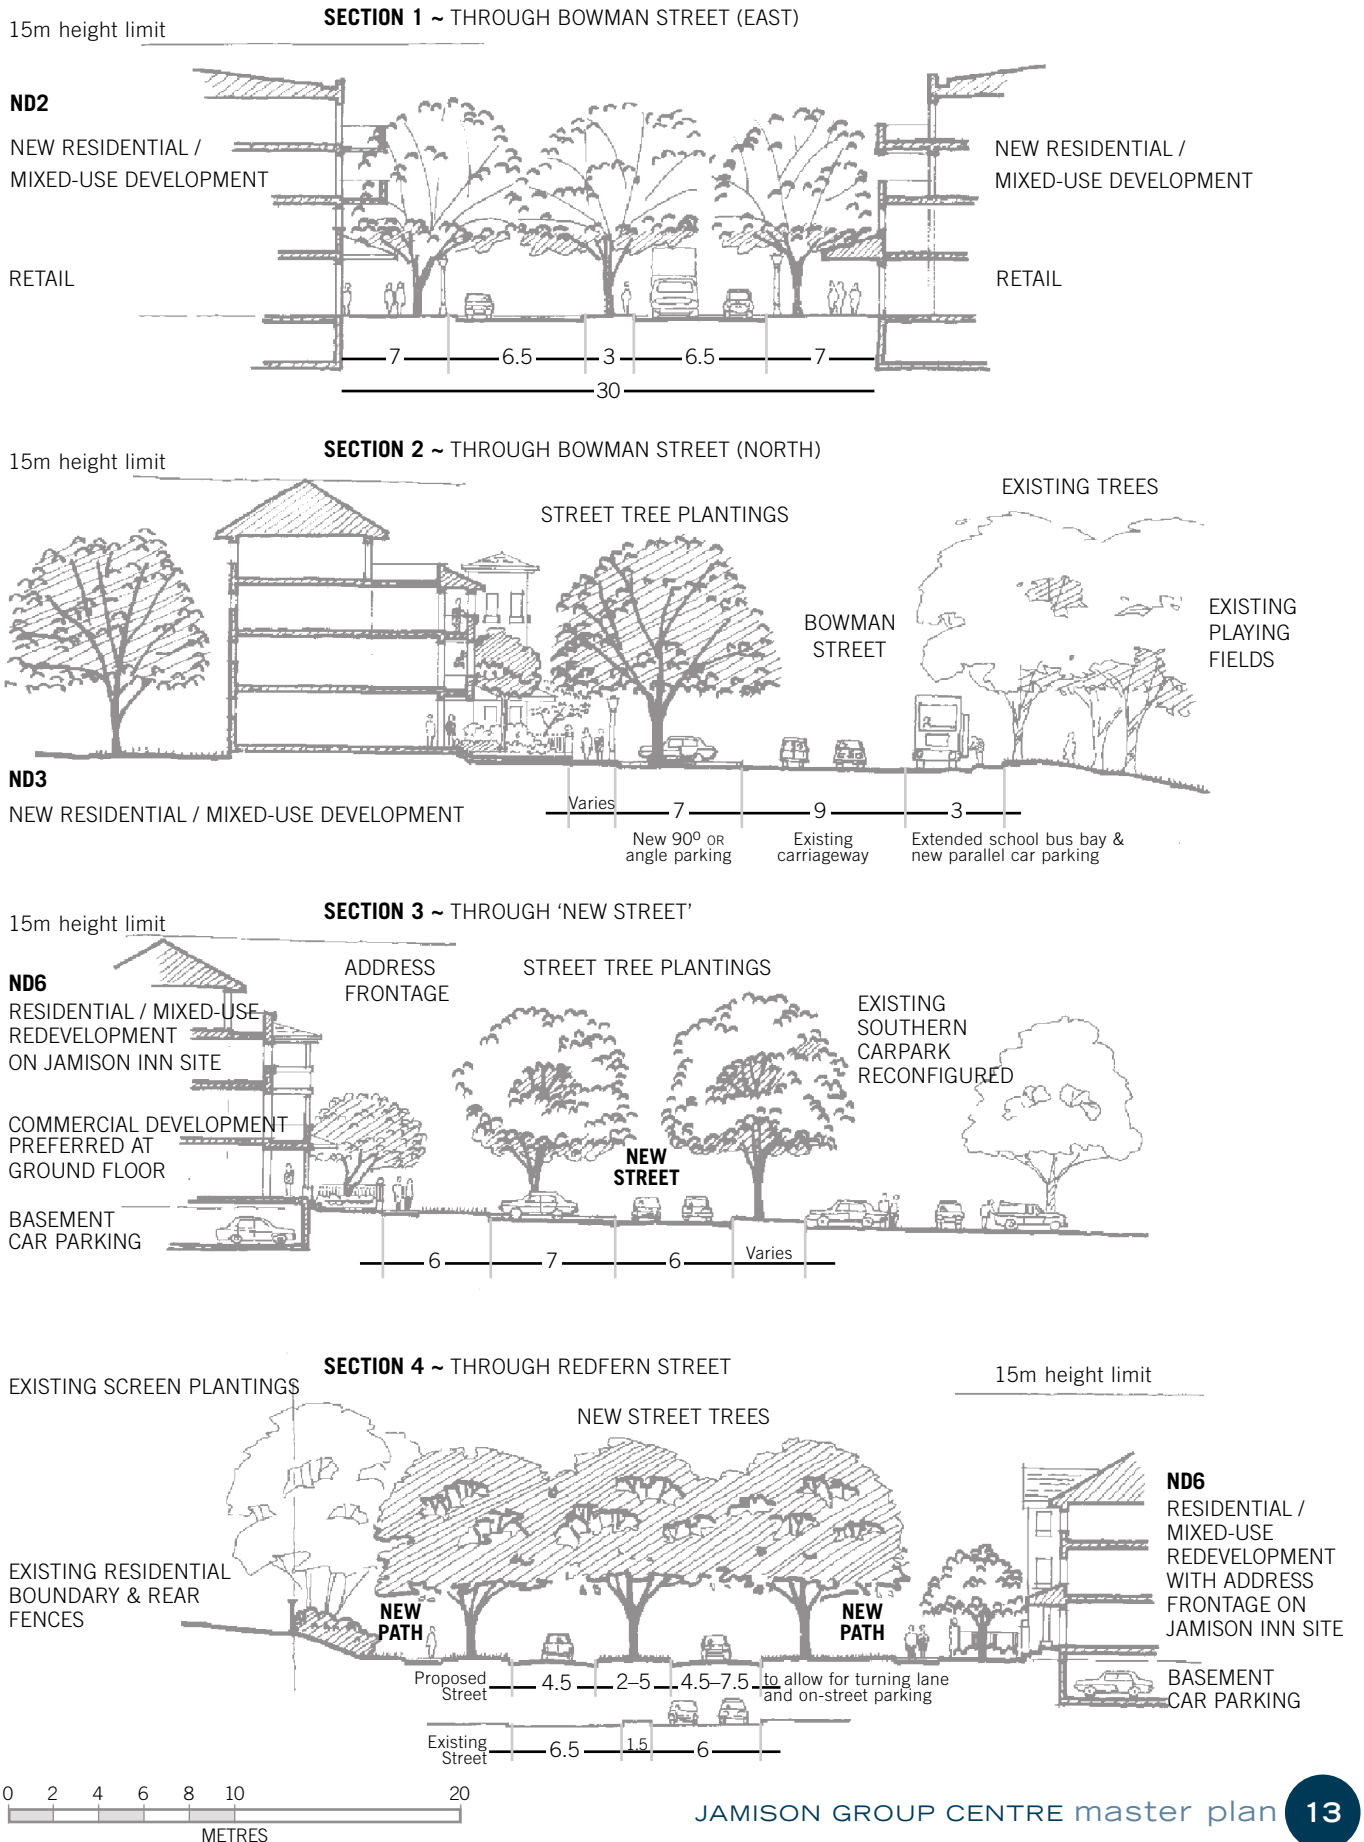 SECTION 1 ~ THROUGH BOWMAN STREET (EAST)
15m height limit
ND2
NEW RESIDENTIAL /
MIXED-USE DEVELOPMENT
RETAIL
NEW RESIDENTIAL /
MIXED-USE DEVELOPMENT
RETAIL
7 6.5 3 6.5 7
30
SECTION 2 ~ THROUGH BOWMAN STREET (NORTH)
15m height limit
STREET TREE PLANTINGS
EXISTING TREES
BOWMAN
STREET
EXISTING
PLAYING
FIELDS
ND3
NEW RESIDENTIAL / MIXED-USE DEVELOPMENT
Varies 7 9 3
New 90º OR
angle parking
Existing
carriageway
Extended school bus bay &
new parallel car parking
SECTION 3 ~ THROUGH ‘NEW STREET’
15m height limit
ND6
RESIDENTIAL / MIXED-USE
REDEVELOPMENT
ON JAMISON INN SITE
COMMERCIAL DEVELOPMENT
PREFERRED AT
GROUND FLOOR
BASEMENT
CAR PARKING
ADDRESS
FRONTAGE
STREET TREE PLANTINGS
EXISTING
SOUTHERN
CARPARK
RECONFIGURED
NEW
STREET
6 7 6 Varies
SECTION 4 ~ THROUGH REDFERN STREET
EXISTING SCREEN PLANTINGS
15m height limit
NEW STREET TREES
EXISTING RESIDENTIAL
BOUNDARY & REAR
FENCES
NEW
PATH
NEW
PATH
ND6
RESIDENTIAL /
MIXED-USE
REDEVELOPMENT
WITH ADDRESS
FRONTAGE ON
JAMISON INN SITE
BASEMENT
CAR PARKING
Proposed
Street
4.5 2–5 4.5–7.5
to allow for turning lane
and on-street parking
Existing
Street
6.5 1.5 6
0 2 4 6 8 10 20
METRES
JAMISON GROUP CENTRE master plan 13